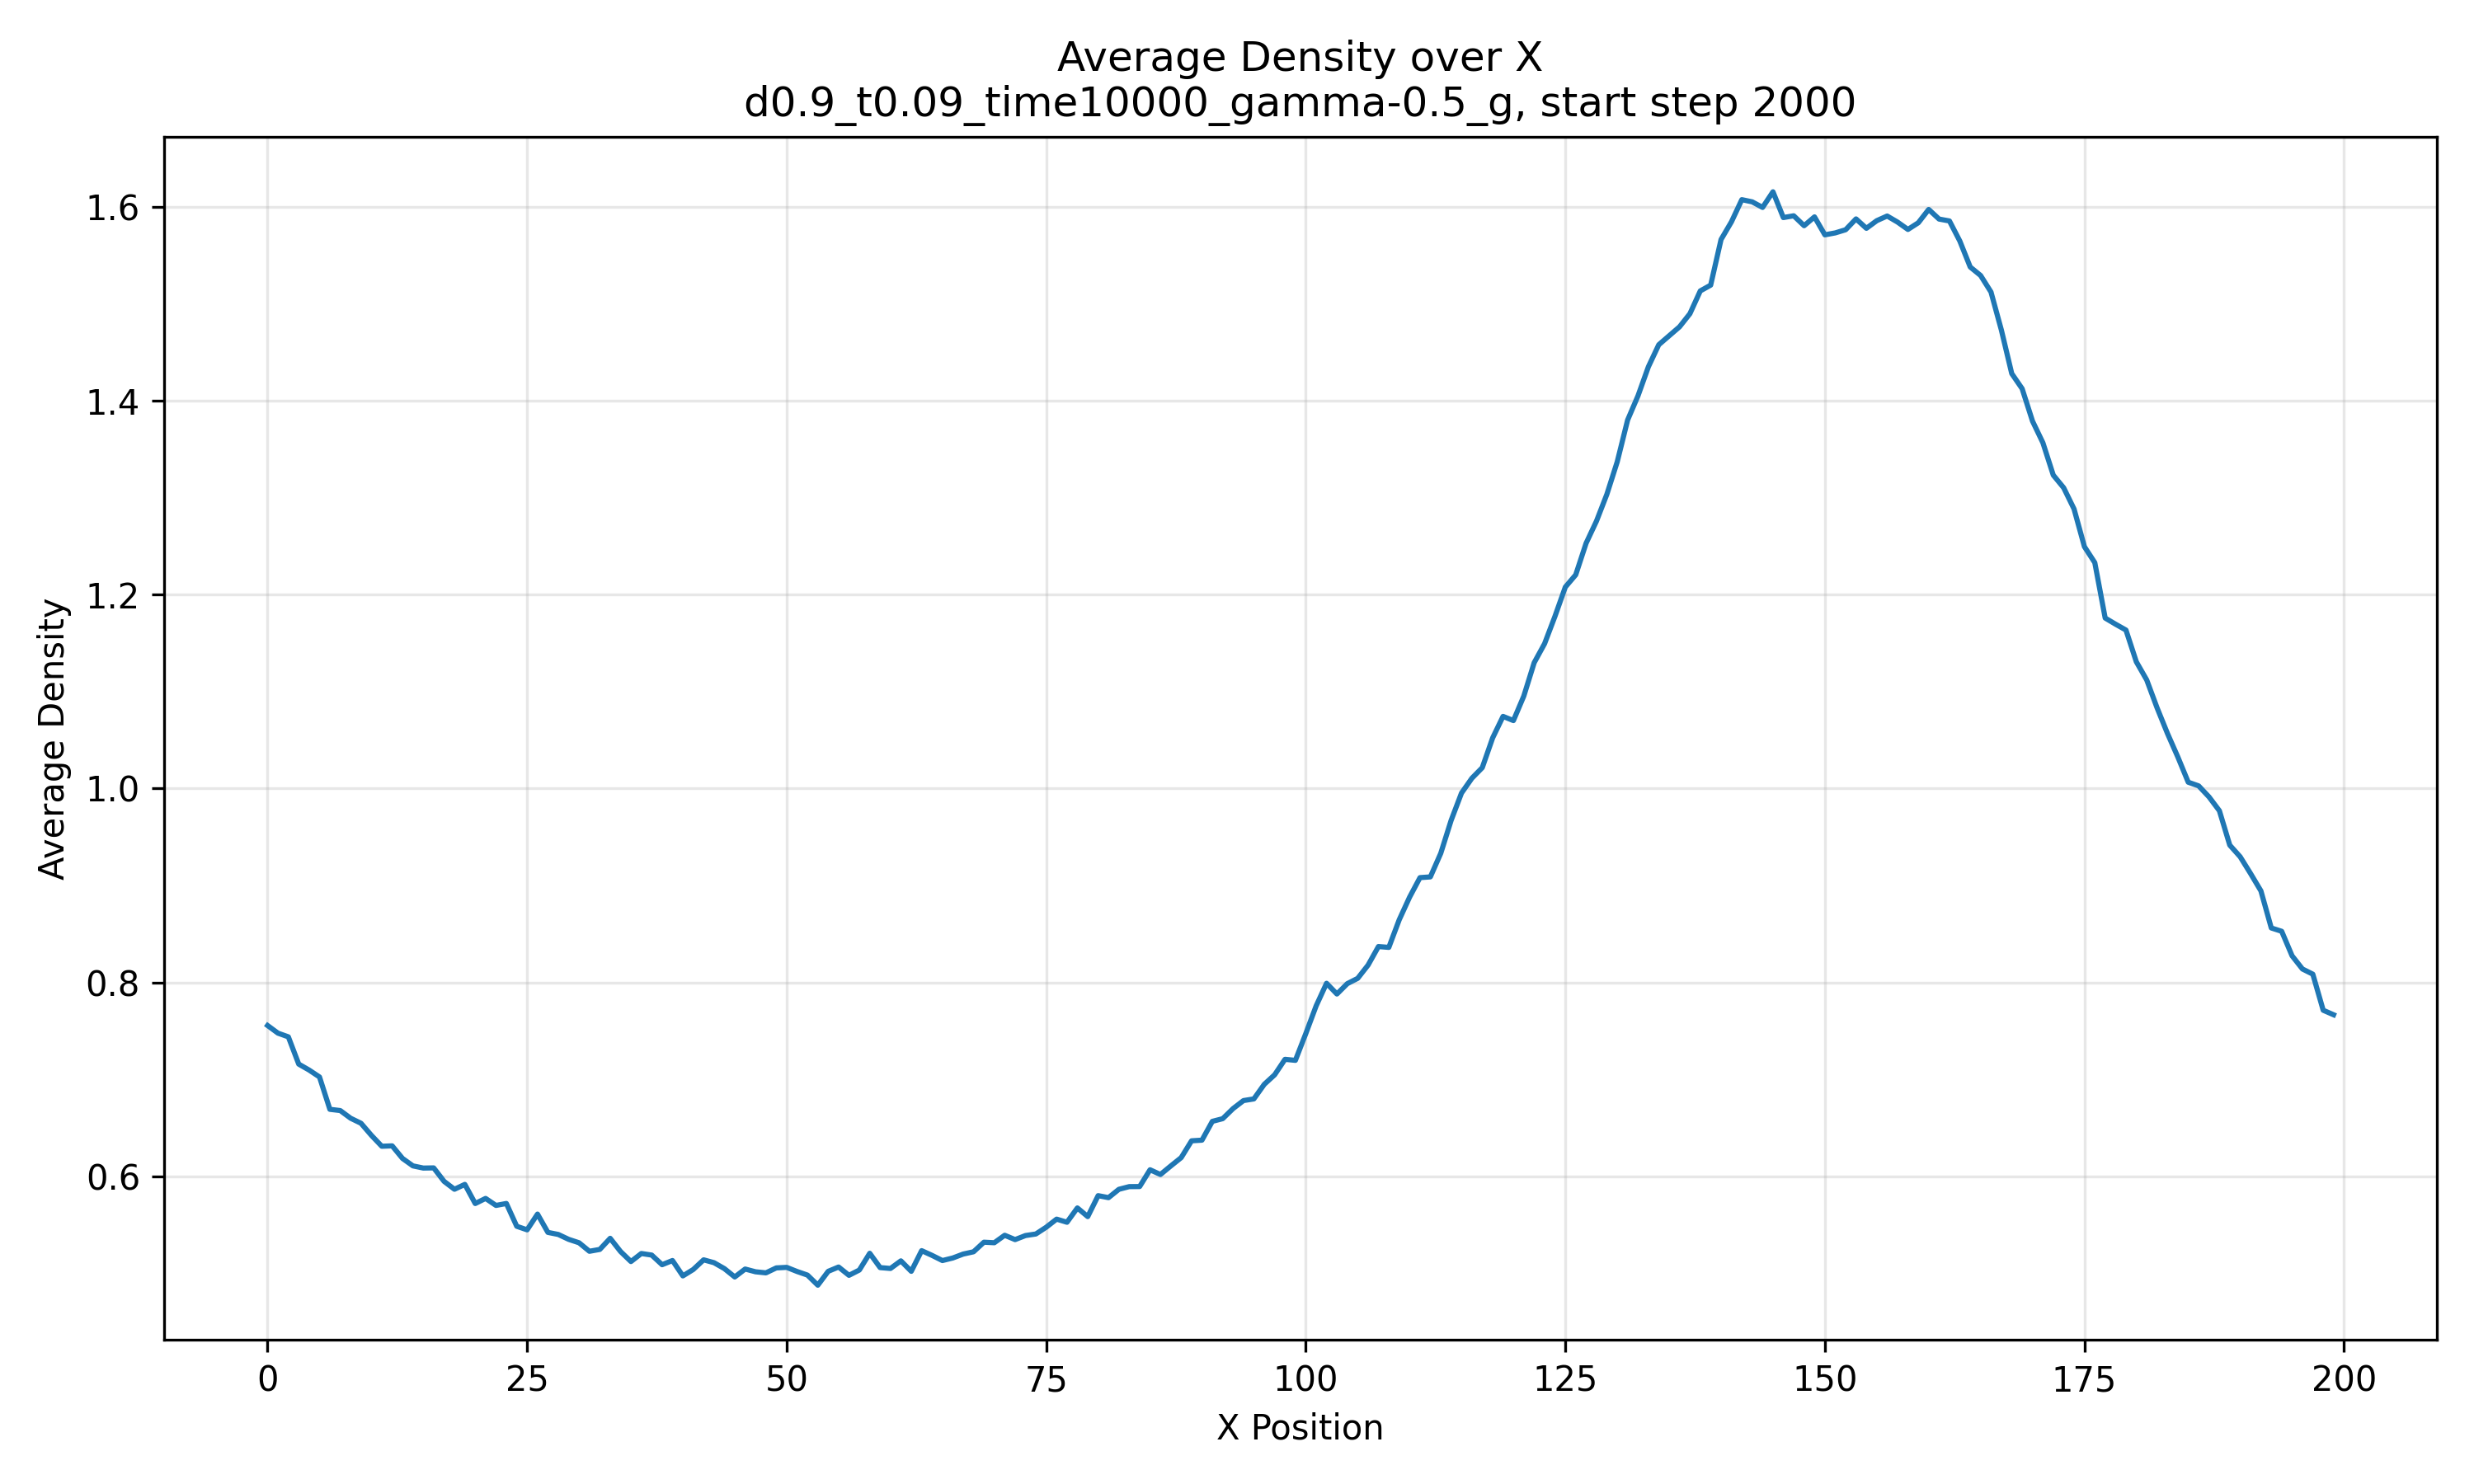 Average Density over X
d0.9_t0.09_time10000_gamma-0.5_g, start step 2000
Average Density
1.6
1.4
1.2
1.0
0.8
0.6
0 25 50 75 100 125 150 175 200
X Position